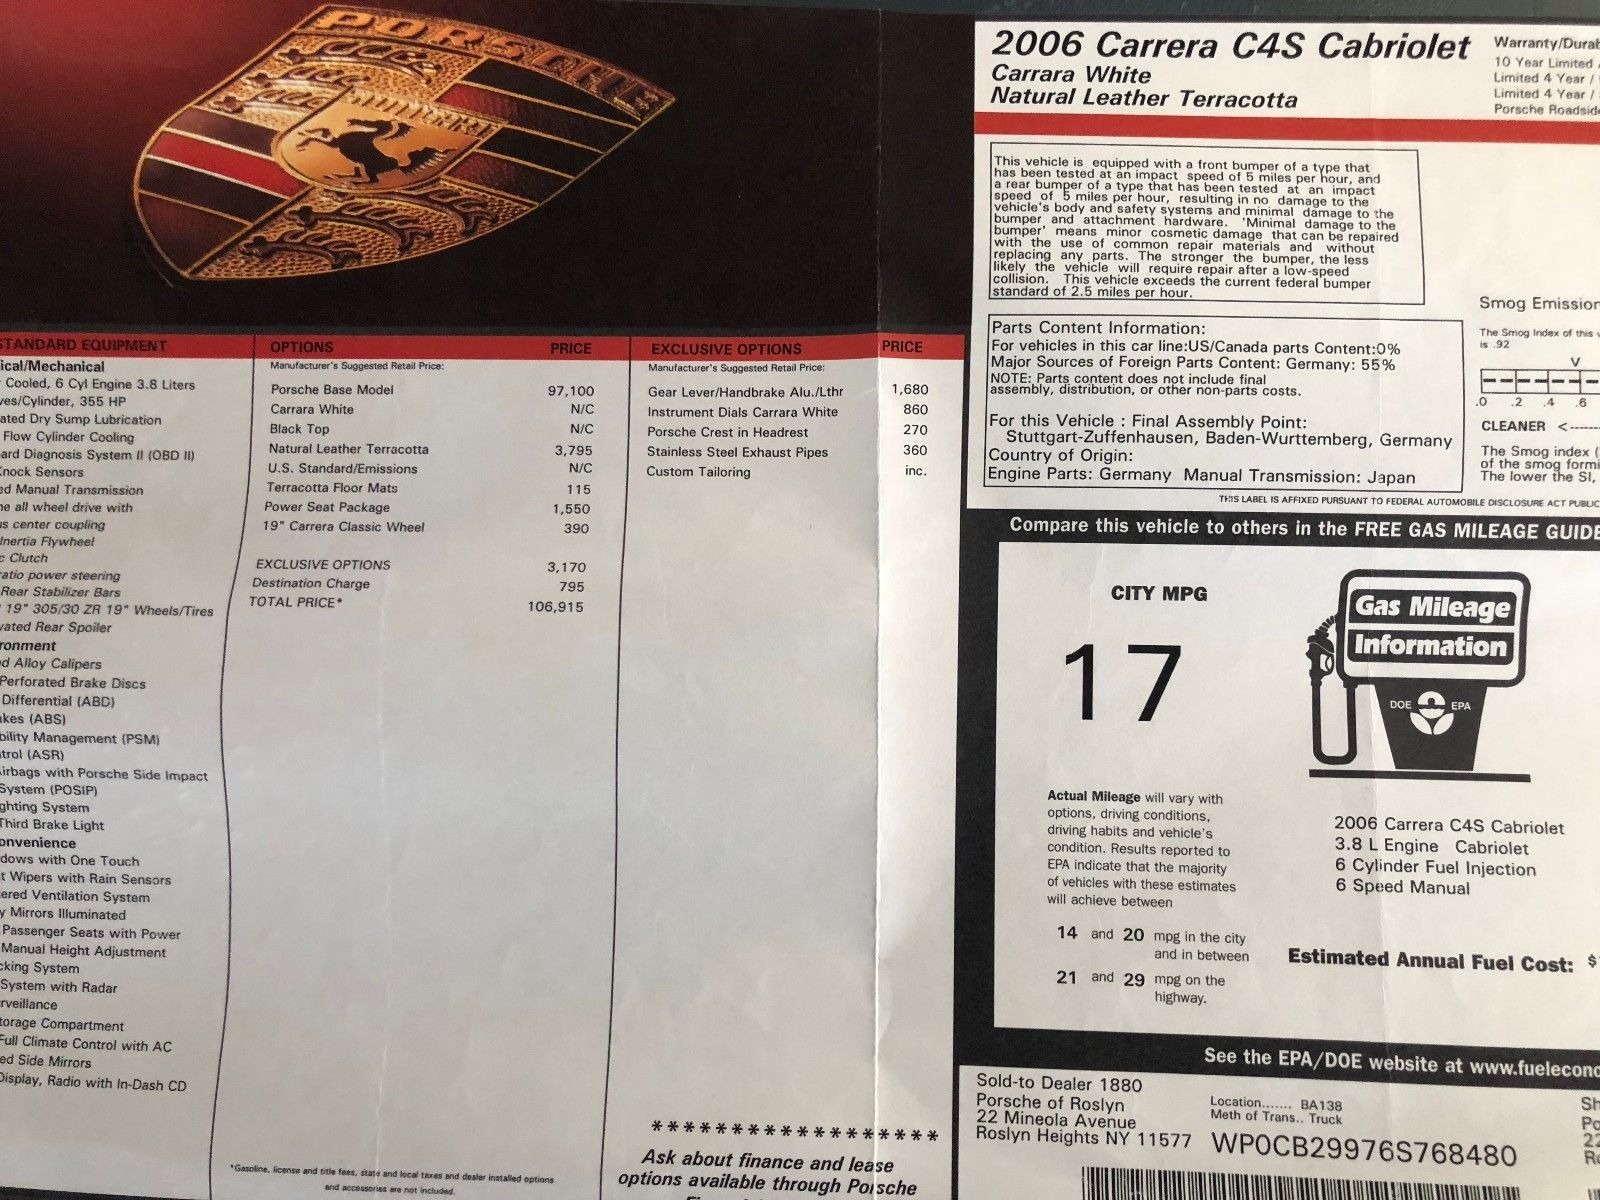 PORSCHE
STUTTGART
STANDARD EQUIPMENT
ical/Mechanical
Cooled, 6 Cyl Engine 3.8 Liters
ves/Cylinder, 355 HP
ated Dry Sump Lubrication
Flow Cylinder Cooling
ard Diagnosis System II (OBD II)
Knock Sensors
ed Manual Transmission
ne all wheel drive with
us center coupling
Inertia Flywheel
c Clutch
ratio power steering
Rear Stabilizer Bars
19" 305/30 ZR 19" Wheels/Tires
vated Rear Spoiler
ronment
d Alloy Calipers
Perforated Brake Discs
Differential (ABD)
akes (ABS)
bility Management (PSM)
trol (ASR)
Airbags with Porsche Side Impact
System (POSIP)
ghting System
Third Brake Light
onvenience
dows with One Touch
t Wipers with Rain Sensors
tered Ventilation System
y Mirrors Illuminated
Passenger Seats with Power
Manual Height Adjustment
cking System
System with Radar
rveillance
torage Compartment
Full Climate Control with AC
ed Side Mirrors
Display, Radio with In-Dash CD
OPTIONS PRICE
Manufacturer's Suggested Retail Price:
Porsche Base Model 97,100
Carrara White N/C
Black Top N/C
Natural Leather Terracotta 3,795
U.S. Standard/Emissions N/C
Terracotta Floor Mats 115
Power Seat Package 1,550
19" Carrera Classic Wheel 390
EXCLUSIVE OPTIONS 3,170
Destination Charge 795
TOTAL PRICE* 106,915
*Gasoline, license and title fees, state and local taxes and dealer installed options
and accessories are not included.
EXCLUSIVE OPTIONS PRICE
Manufacturer's Suggested Retail Price:
Gear Lever/Handbrake Alu./Lthr 1,680
Instrument Dials Carrara White 860
Porsche Crest in Headrest 270
Stainless Steel Exhaust Pipes 360
Custom Tailoring inc.
******************
Ask about finance and lease
options available through Porsche
2006 Carrera C4S Cabriolet
Carrara White
Natural Leather Terracotta
Warranty/Durab
10 Year Limited
Limited 4 Year /
Limited 4 Year /
Porsche Roadside
This vehicle is equipped with a front bumper of a type that
has been tested at an impact speed of 5 miles per hour, and
a rear bumper of a type that has been tested at an impact
speed of 5 miles per hour, resulting in no damage to the
vehicle's body and safety systems and minimal damage to the
bumper and attachment hardware. 'Minimal damage to the
bumper' means minor cosmetic damage that can be repaired
with the use of common repair materials and without
replacing any parts. The stronger the bumper, the less
likely the vehicle will require repair after a low-speed
collision. This vehicle exceeds the current federal bumper
standard of 2.5 miles per hour.
Parts Content Information:
For vehicles in this car line:US/Canada parts Content:0%
Major Sources of Foreign Parts Content: Germany: 55%
NOTE: Parts content does not include final
assembly, distribution, or other non-parts costs.
For this Vehicle : Final Assembly Point:
Stuttgart-Zuffenhausen, Baden-Wurttemberg, Germany
Country of Origin:
Engine Parts: Germany Manual Transmission: Japan
Smog Emission
The Smog Index of this v
is .92
V
.0 .2 .4 .6
CLEANER <------
The Smog index (
of the smog formi
The lower the SI,
THIS LABEL IS AFFIXED PURSUANT TO FEDERAL AUTOMOBILE DISCLOSURE ACT PUBLIC
Compare this vehicle to others in the FREE GAS MILEAGE GUIDE
CITY MPG
17
Gas Mileage
Information
DOE EPA
Actual Mileage will vary with
options, driving conditions,
driving habits and vehicle's
condition. Results reported to
EPA indicate that the majority
of vehicles with these estimates
will achieve between
14 and 20 mpg in the city
and in between
21 and 29 mpg on the
highway.
2006 Carrera C4S Cabriolet
3.8 L Engine Cabriolet
6 Cylinder Fuel Injection
6 Speed Manual
Estimated Annual Fuel Cost: $
See the EPA/DOE website at www.fuelecono
Sold-to Dealer 1880
Porsche of Roslyn
22 Mineola Avenue
Roslyn Heights NY 11577
Location....... BA138
Meth of Trans.. Truck
WP0CB29976S768480
Sh
Po
22
Ro